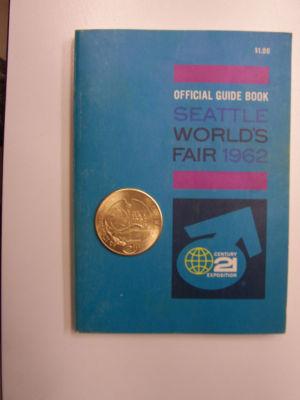 $1.00
OFFICIAL GUIDE BOOK
SEATTLE
WORLD'S
FAIR 1962
CENTURY
21
EXPOSITION